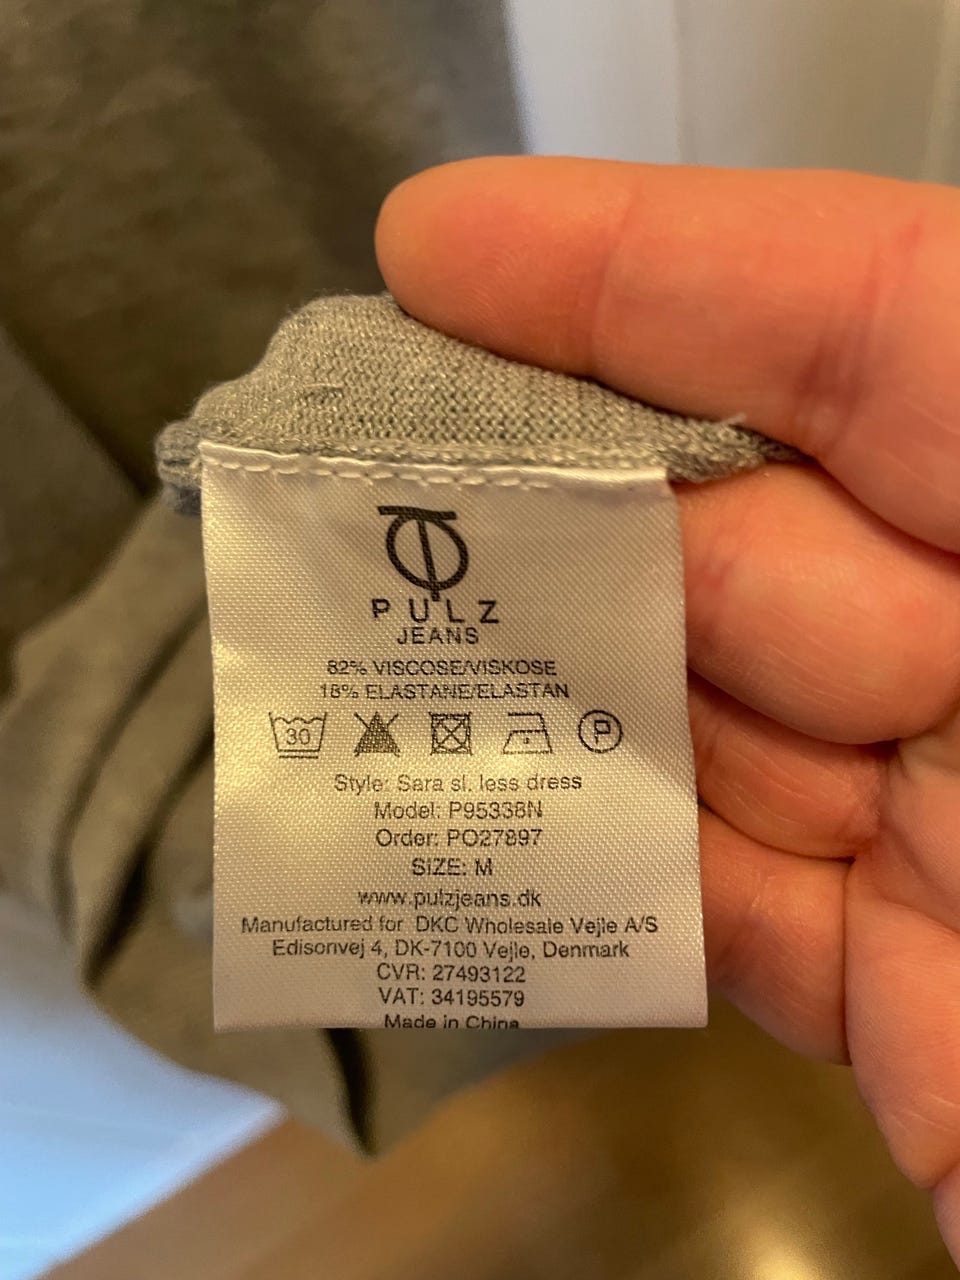 PULZ
JEANS
82% VISCOSE/VISKOSE
18% ELASTANE/ELASTAN
30
P
Style: Sara sl. less dress
Model: P95338N
Order: PO27897
SIZE: M
www.pulzjeans.dk
Manufactured for DKC Wholesale Vejle A/S
Edisonvej 4, DK-7100 Vejle, Denmark
CVR: 27493122
VAT: 34195579
Made in China